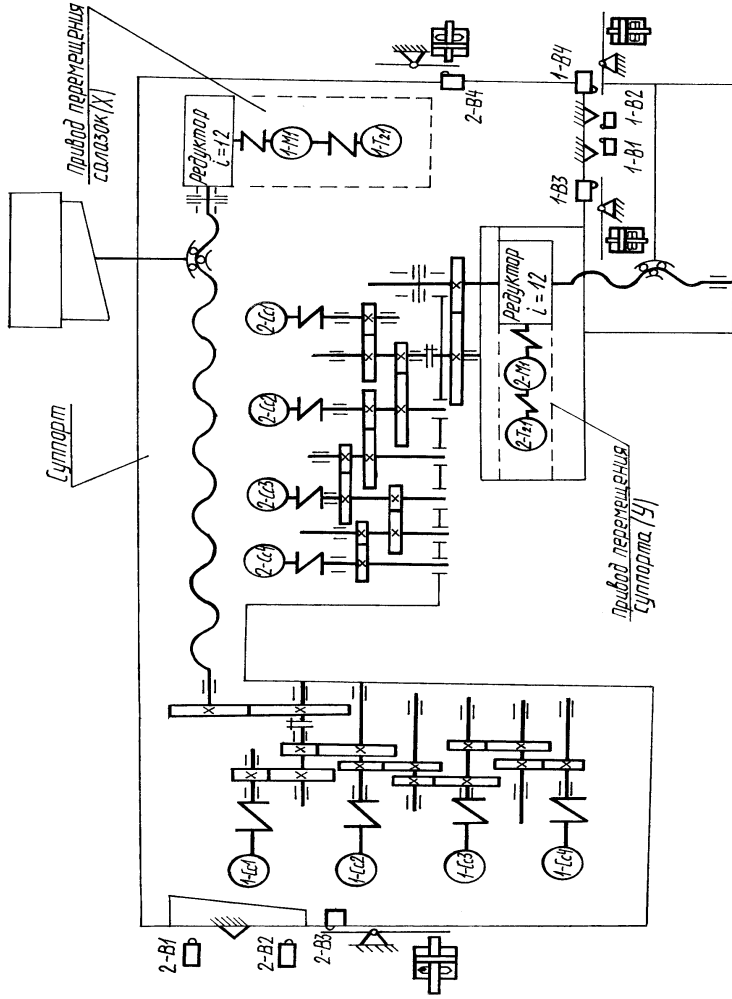 Привод перемещения
салазок (X)
Суппорт
Редуктор
i=12
1-М1
1-Тг1
2-В4
1-В4
1-В2
1-В1
1-В3
2-Сс1
2-Сс2
2-Сс3
2-Сс4
Редуктор
i=12
2-М1
2-Тг1
Привод перемещения
Суппорта (У)
1-Сс1
1-Сс2
1-Сс3
1-Сс4
2-В1
2-В2
2-В3